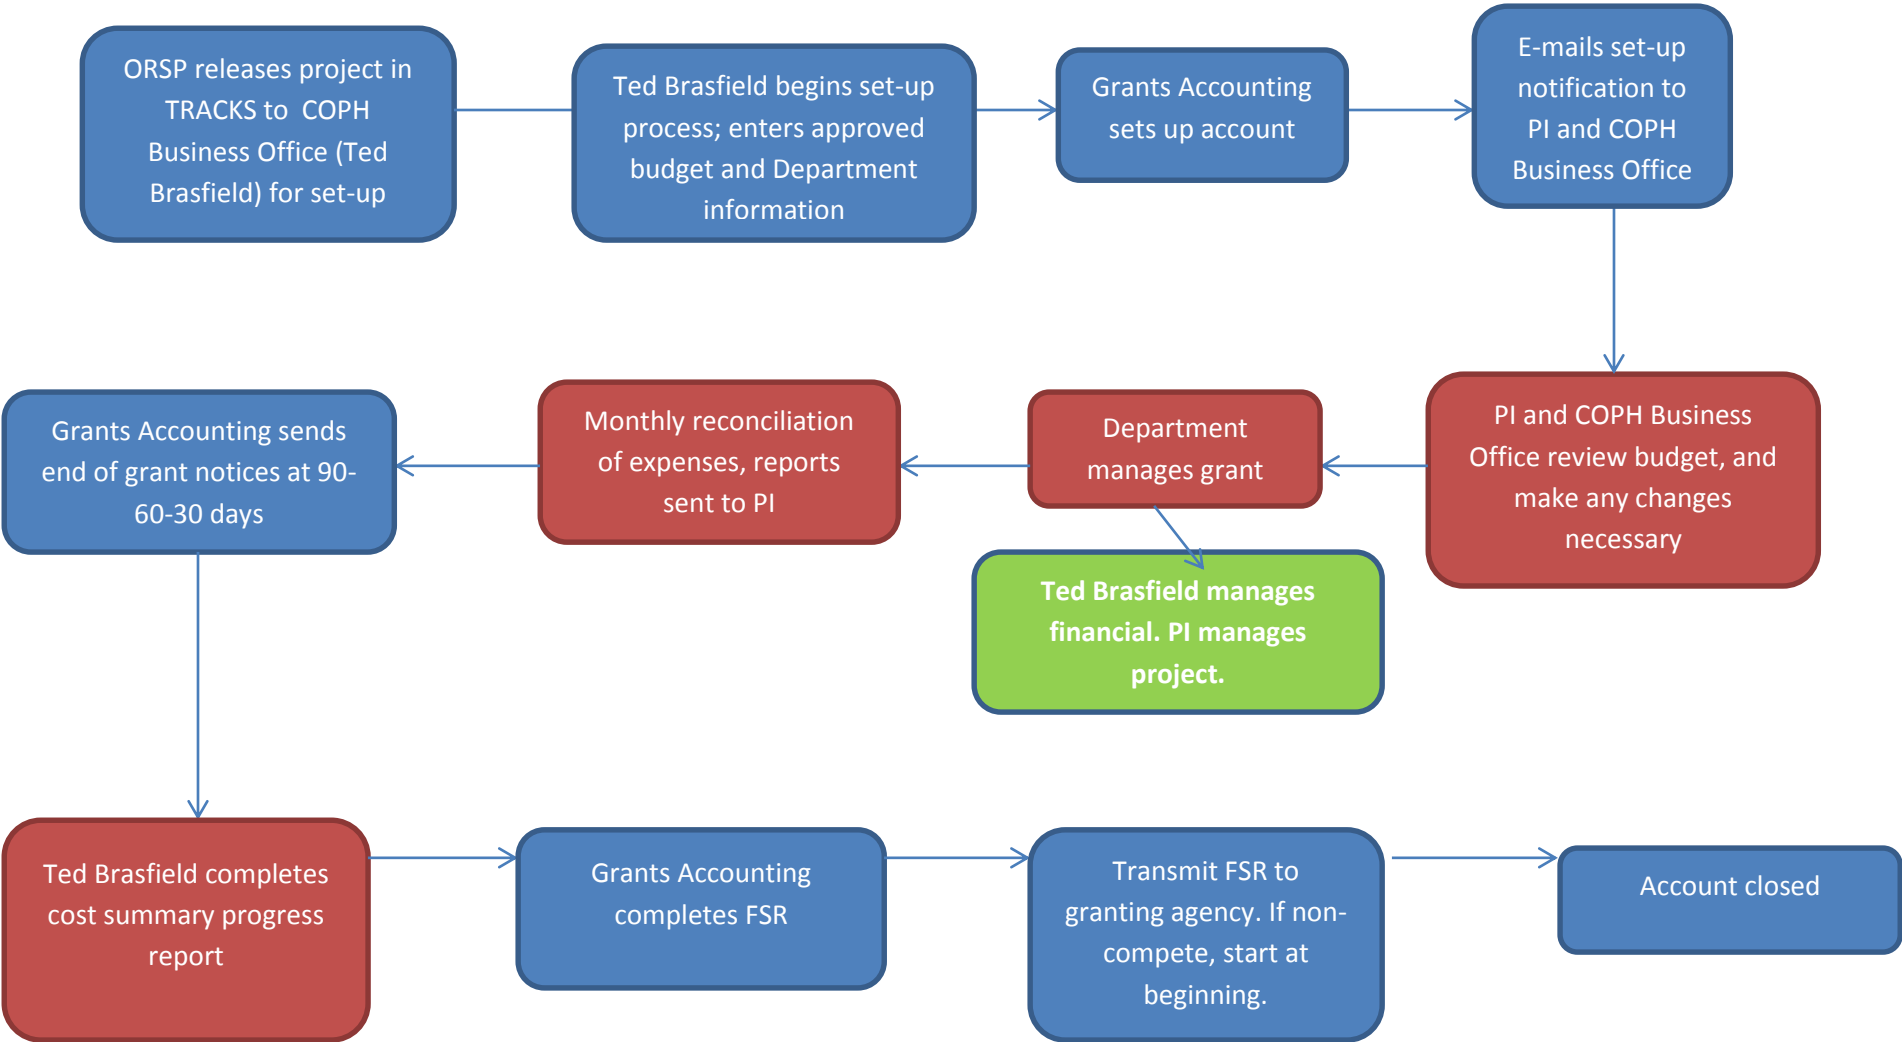 ORSP releases project in
TRACKS to COPH
Business Office (Ted
Brasfield) for set-up
Ted Brasfield begins set-up
process; enters approved
budget and Department
information
Grants Accounting
sets up account
E-mails set-up
notification to
PI and COPH
Business Office
PI and COPH Business
Office review budget, and
make any changes
necessary
Department
manages grant
Ted Brasfield manages
financial. PI manages
project.
Monthly reconciliation
of expenses, reports
sent to PI
Grants Accounting sends
end of grant notices at 90-
60-30 days
Ted Brasfield completes
cost summary progress
report
Grants Accounting
completes FSR
Transmit FSR to
granting agency. If non-
compete, start at
beginning.
Account closed